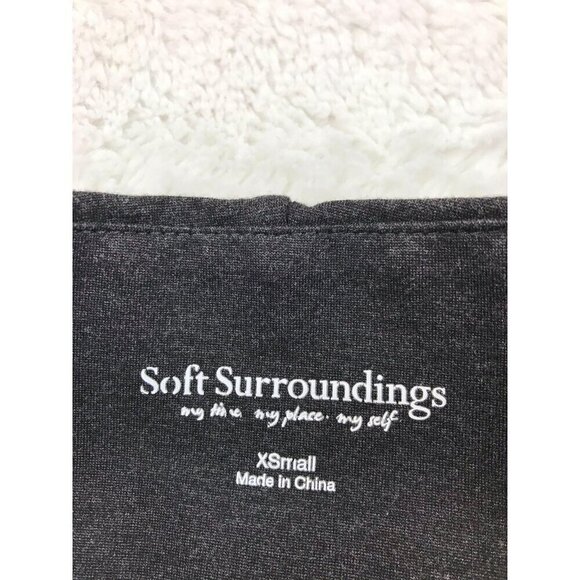 Soft Surroundings
my time. my place. my self
XSmall
Made in China